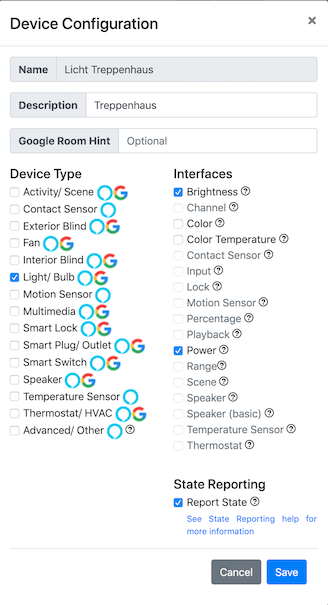 Device Configuration ×
Name Licht Treppenhaus
Description Treppenhaus
Google Room Hint Optional
Device Type
Activity/ Scene
Contact Sensor
Exterior Blind
Fan
Interior Blind
Light/ Bulb
Motion Sensor
Multimedia
Smart Lock
Smart Plug/ Outlet
Smart Switch
Speaker
Temperature Sensor
Thermostat/ HVAC
Advanced/ Other ?
Interfaces
Brightness ?
Channel ?
Color ?
Color Temperature ?
Contact Sensor ?
Input ?
Lock ?
Motion Sensor ?
Percentage ?
Playback ?
Power ?
Range ?
Scene ?
Speaker ?
Speaker (basic) ?
Temperature Sensor ?
Thermostat ?
State Reporting
Report State ?
See State Reporting help for
more information
Cancel Save